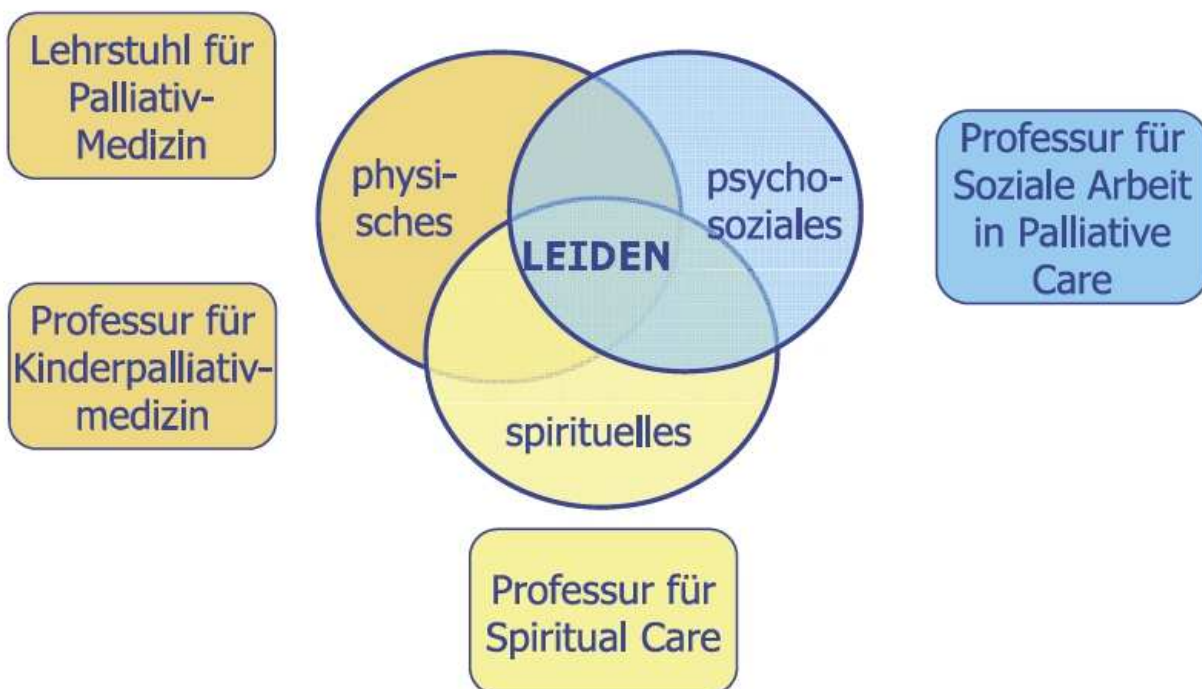 Lehrstuhl für
Palliativ-
Medizin
Professur für
Kinderpalliativ-
medizin
physi-
sches
psycho-
soziales
LEIDEN
spirituelles
Professur für
Soziale Arbeit
in Palliative
Care
Professur für
Spiritual Care